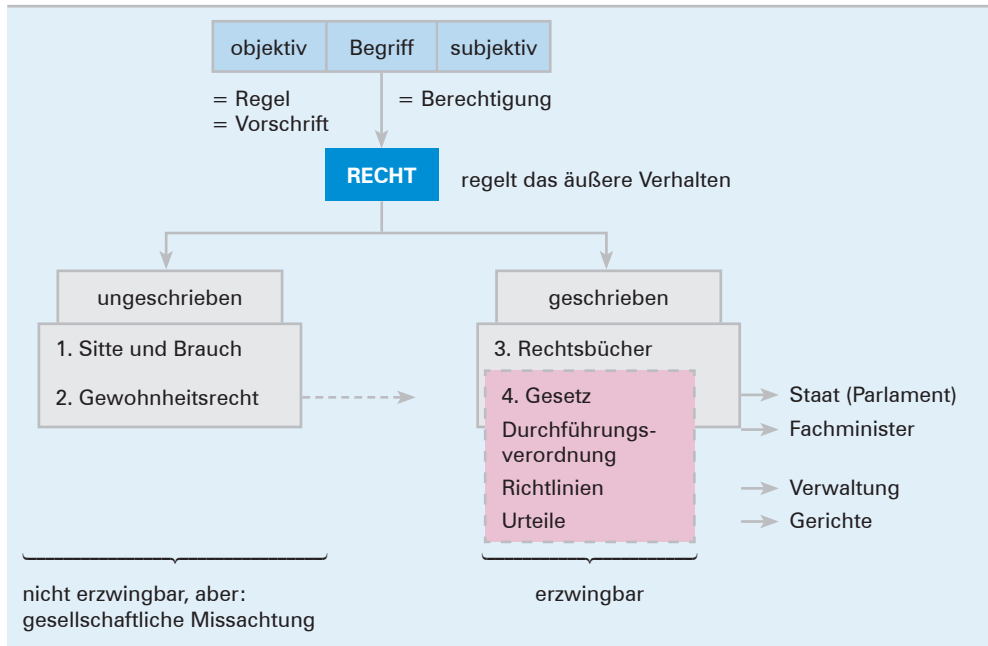 objektiv Begriff subjektiv
= Regel = Berechtigung
= Vorschrift
RECHT regelt das äußere Verhalten
ungeschrieben
1. Sitte und Brauch
2. Gewohnheitsrecht
geschrieben
3. Rechtsbücher
4. Gesetz
Durchführungs-
verordnung
Richtlinien
Urteile
Staat (Parlament)
Fachminister
Verwaltung
Gerichte
nicht erzwingbar, aber:
gesellschaftliche Missachtung
erzwingbar